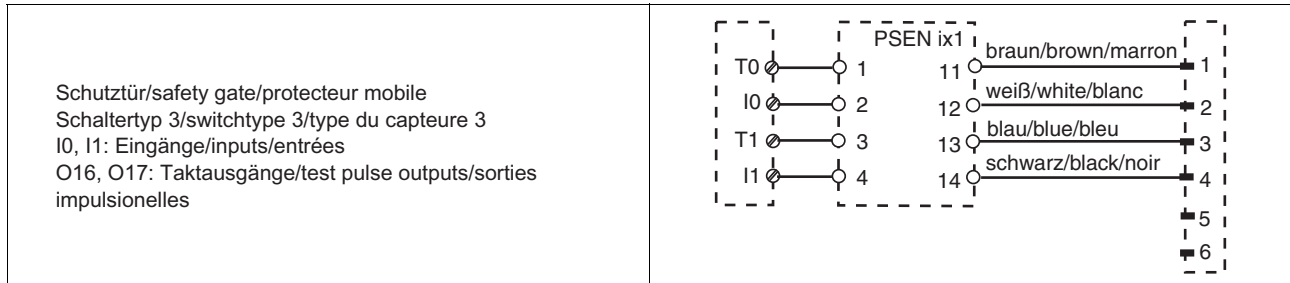 Schutztür/safety gate/protecteur mobile
Schaltertyp 3/switchtype 3/type du capteure 3
I0, I1: Eingänge/inputs/entrées
O16, O17: Taktausgänge/test pulse outputs/sorties
impulsionelles
PSEN ix1
T0 1 11 braun/brown/marron 1
I0 2 12 weiß/white/blanc 2
T1 3 13 blau/blue/bleu 3
I1 4 14 schwarz/black/noir 4
5
6